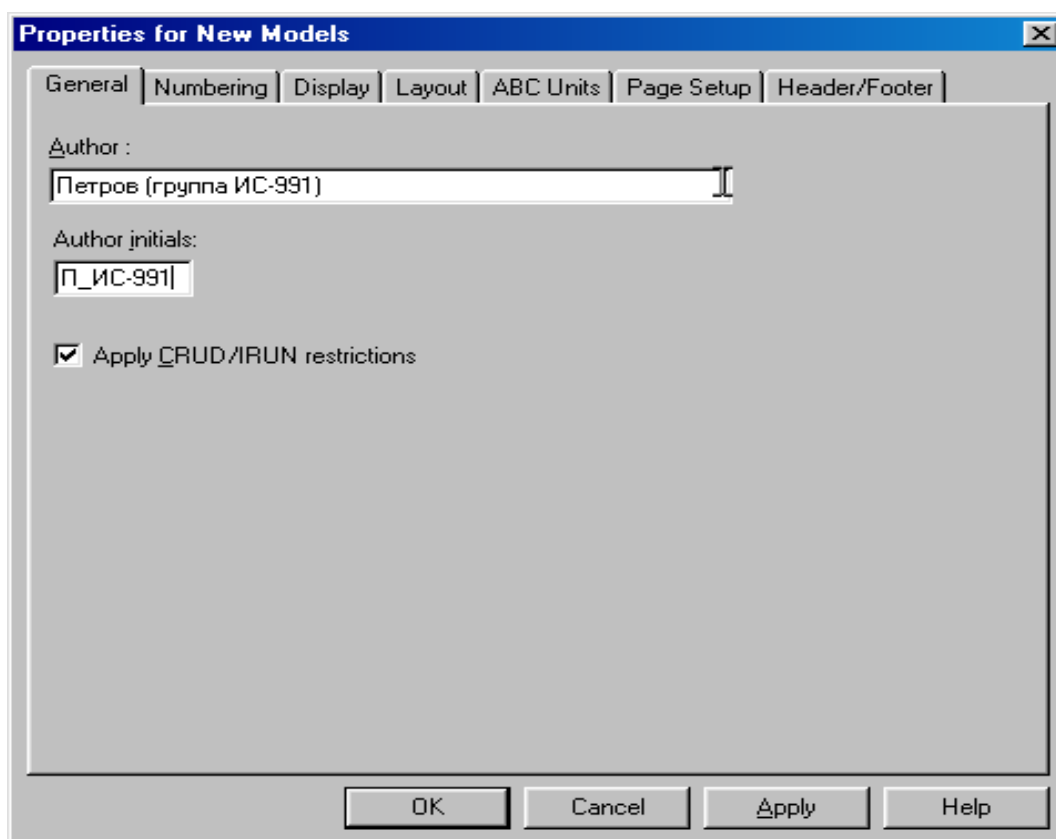 Properties for New Models
General Numbering Display Layout ABC Units Page Setup Header/Footer
Author :
Петров (группа ИС-991)
Author initials:
П_ИС-991
Apply CRUD/IRUN restrictions
OK Cancel Apply Help